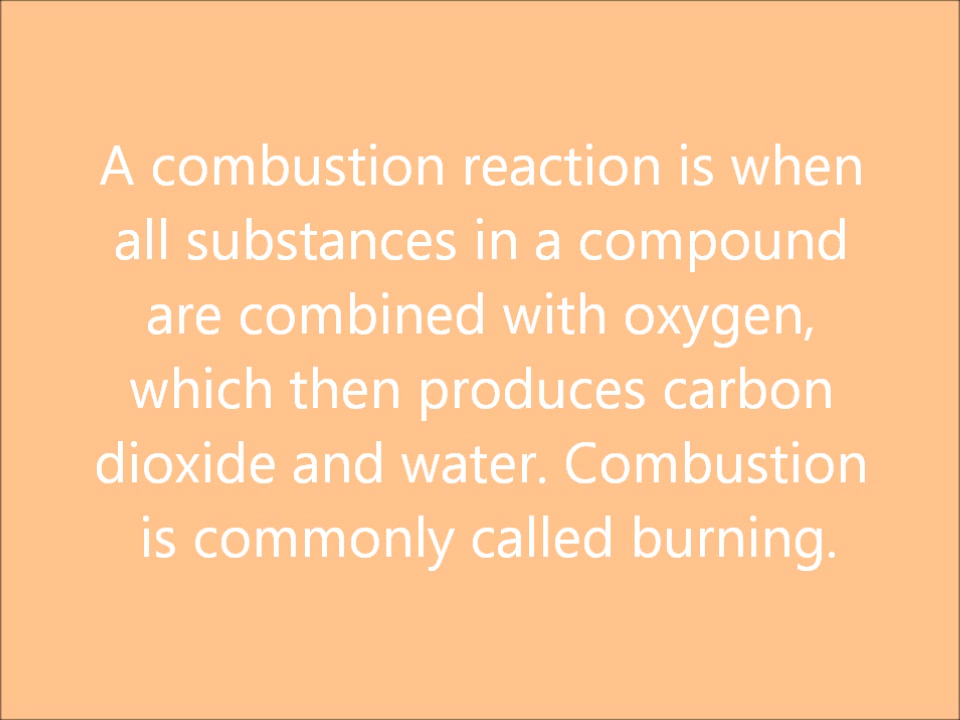 A combustion reaction is when
all substances in a compound
are combined with oxygen,
which then produces carbon
dioxide and water. Combustion
is commonly called burning.